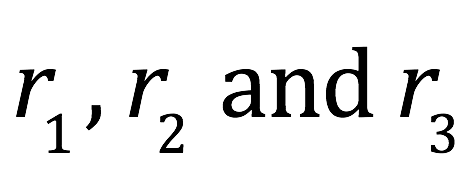 r₁, r₂ and r₃